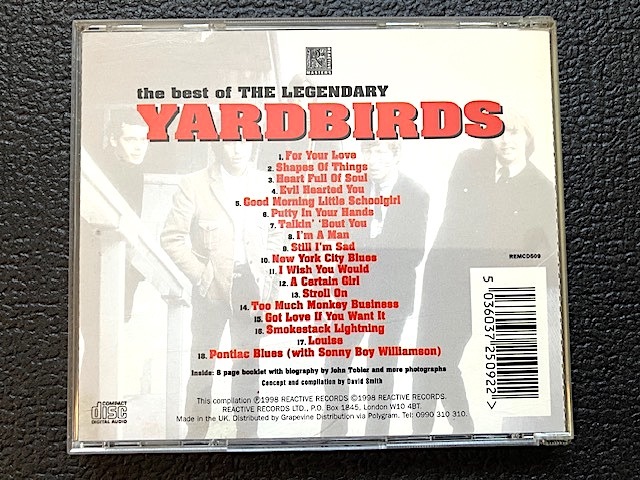 MASTERS
the best of THE LEGENDARY
YARDBIRDS
1. For Your Love
2. Shapes Of Things
3. Heart Full Of Soul
4. Evil Hearted You
5. Good Morning Little Schoolgirl
6. Putty In Your Hands
7. Talkin' 'Bout You
8. I'm A Man
9. Still I'm Sad
10. New York City Blues
11. I Wish You Would
12. A Certain Girl
13. Stroll On
14. Too Much Monkey Business
15. Got Love If You Want It
16. Smokestack Lightning
17. Louise
18. Pontiac Blues (with Sonny Boy Williamson)
Inside: 8 page booklet with biography by John Tobler and more photographs
Concept and compilation by David Smith
This compilation ℗1998 REACTIVE RECORDS ©1998 REACTIVE RECORDS.
REACTIVE RECORDS LTD., P.O. Box 1845, London W10 4BT
Made in the UK. Distributed by Grapevine Distribution via Polygram. Tel: 0990 310 310.
COMPACT
disc
DIGITAL AUDIO
REMCD509
5 036037 250922 >